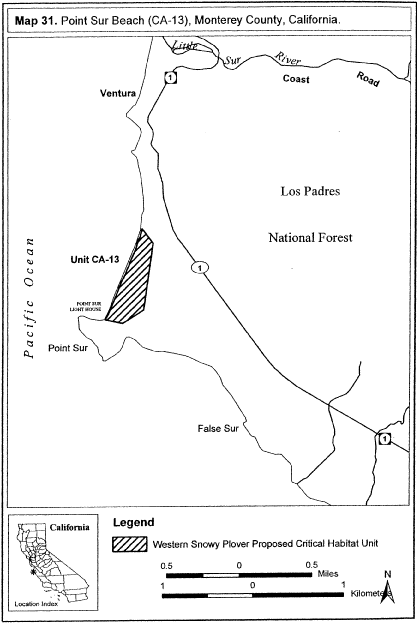 Map 31. Point Sur Beach (CA-13), Monterey County, California.
Little Sur River
1
Coast Road
Ventura
Los Padres
National Forest
Pacific Ocean
Unit CA-13
1
POINT SUR
LIGHT HOUSE
Point Sur
False Sur
1
California
Location Index
Legend
Western Snowy Plover Proposed Critical Habitat Unit
0.5 0 0.5
Miles
1 0 1
Kilometers
N